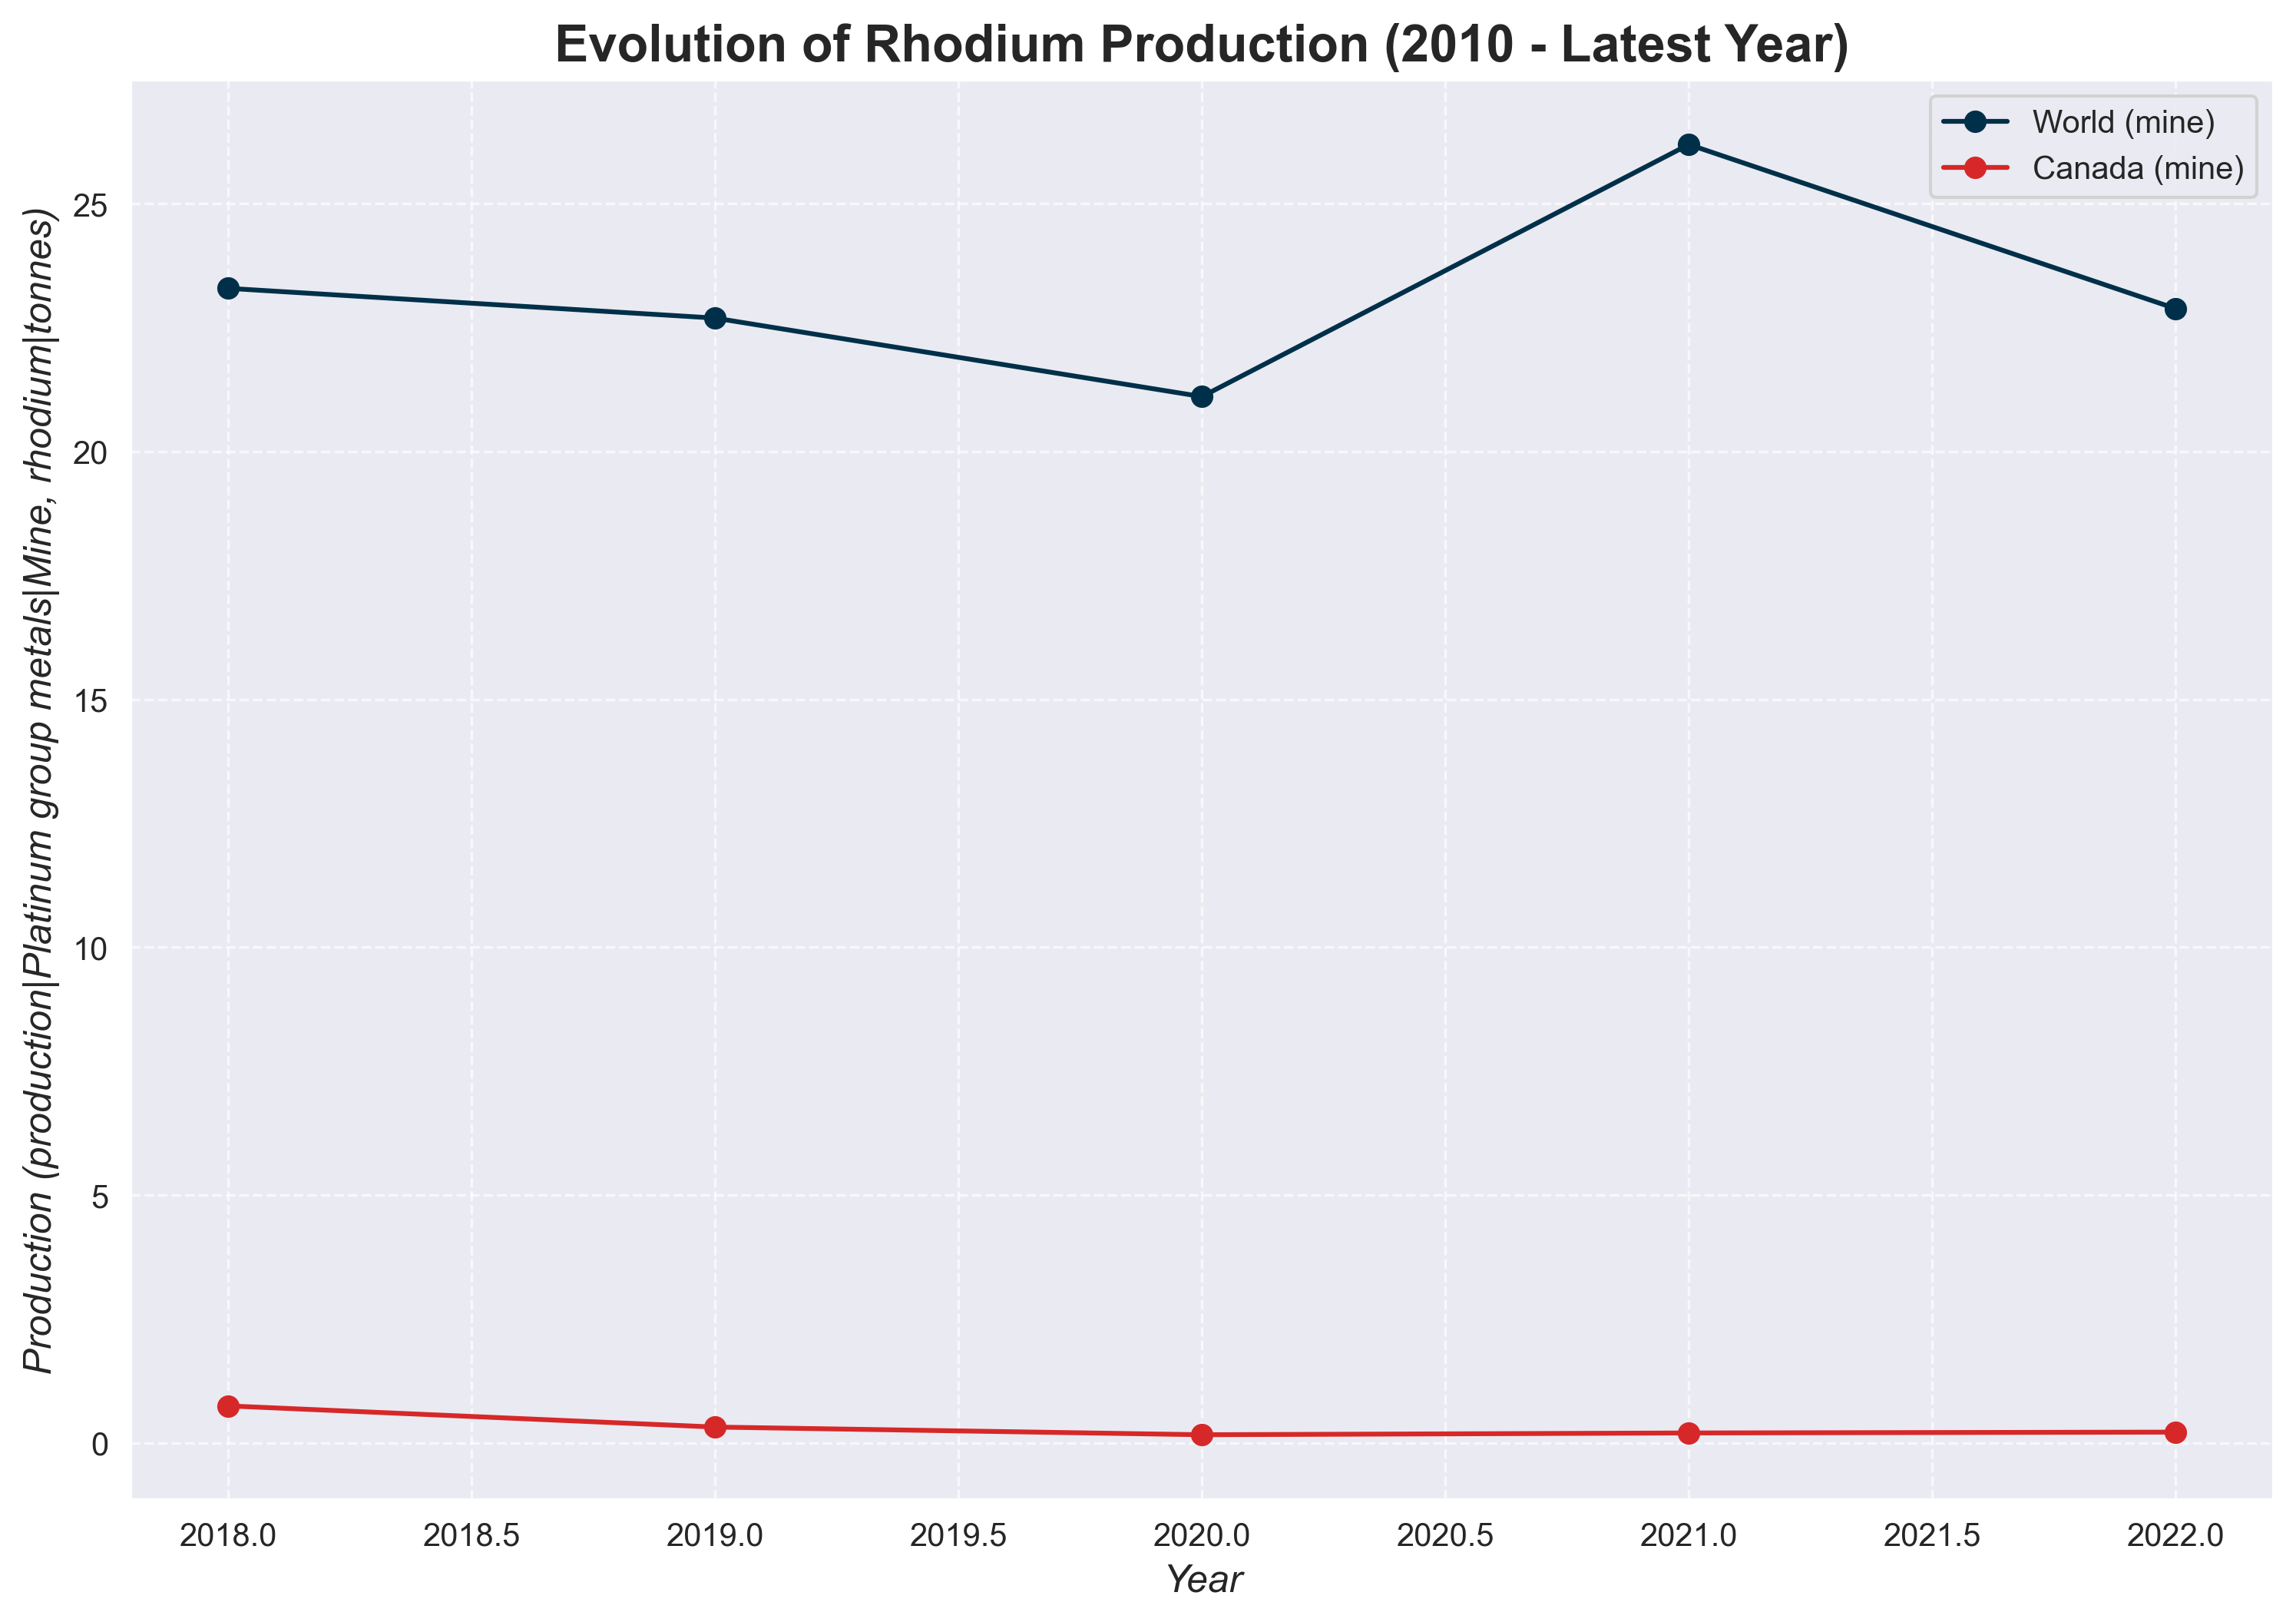 Evolution of Rhodium Production (2010 - Latest Year)
World (mine)
Canada (mine)
Production (production|Platinum group metals|Mine, rhodium|tonnes)
25
20
15
10
5
0
2018.0 2018.5 2019.0 2019.5 2020.0 2020.5 2021.0 2021.5 2022.0
Year